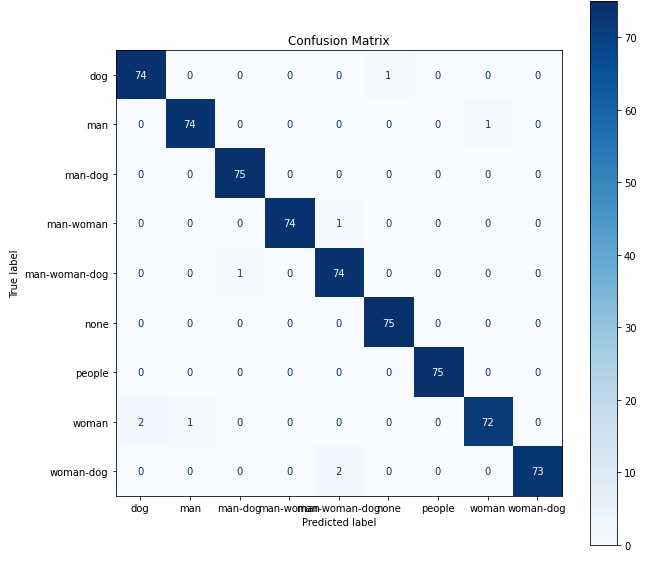 Confusion Matrix
dog 74 0 0 0 0 1 0 0 0
man 0 74 0 0 0 0 0 1 0
man-dog 0 0 75 0 0 0 0 0 0
man-woman 0 0 0 74 1 0 0 0 0
man-woman-dog 0 0 1 0 74 0 0 0 0
none 0 0 0 0 0 75 0 0 0
people 0 0 0 0 0 0 75 0 0
woman 2 1 0 0 0 0 0 72 0
woman-dog 0 0 0 0 2 0 0 0 73
dog man man-dog man-woman man-woman-dog none people woman woman-dog
Predicted label
True label
70
60
50
40
30
20
10
0